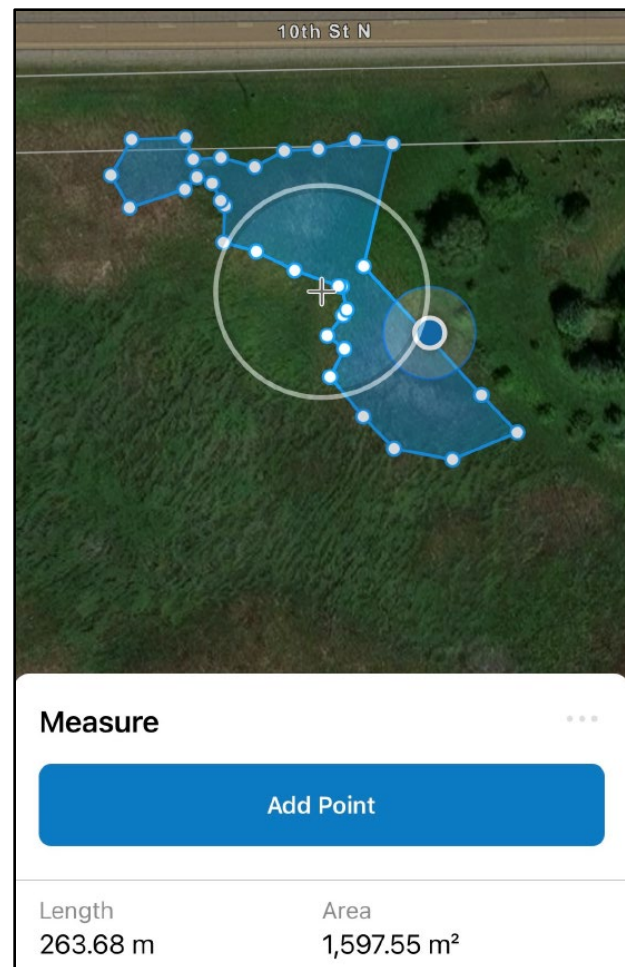 10th St N
Measure
Add Point
Length
Area
263.68 m
1,597.55 m²